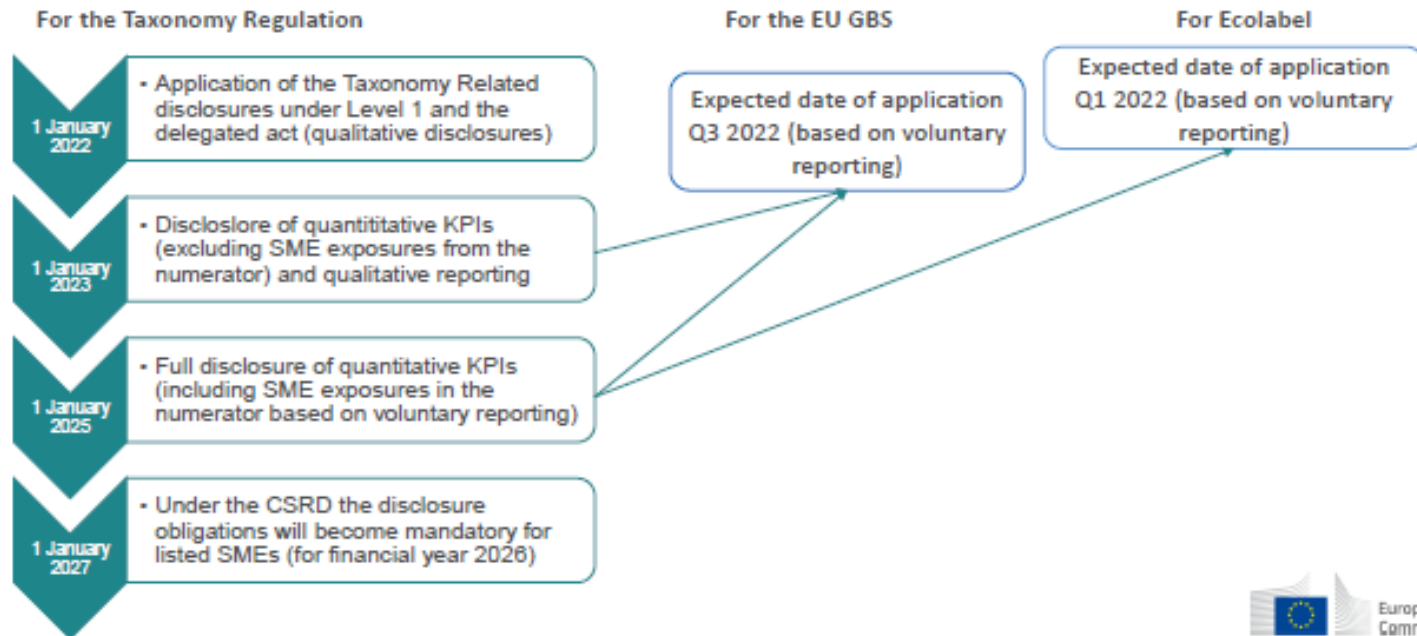 For the Taxonomy Regulation
For the EU GBS
For Ecolabel
1 January
2022
▪ Application of the Taxonomy Related
disclosures under Level 1 and the
delegated act (qualitative disclosures)
1 January
2023
▪ Discloslore of quantititative KPIs
(excluding SME exposures from the
numerator) and qualitative reporting
1 January
2025
▪ Full disclosure of quantitative KPIs
(including SME exposures in the
numerator based on voluntary reporting)
1 January
2027
▪ Under the CSRD the disclosure
obligations will become mandatory for
listed SMEs (for financial year 2026)
Expected date of application
Q3 2022 (based on voluntary
reporting)
Expected date of application
Q1 2022 (based on voluntary
reporting)
Europ
Comm